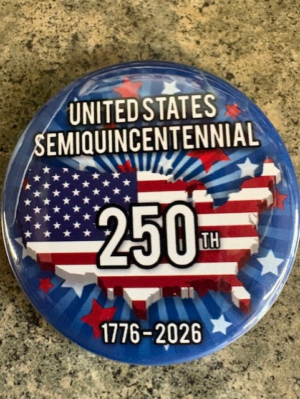 UNITED STATES
SEMIQUINCENTENNIAL
250TH
1776-2026